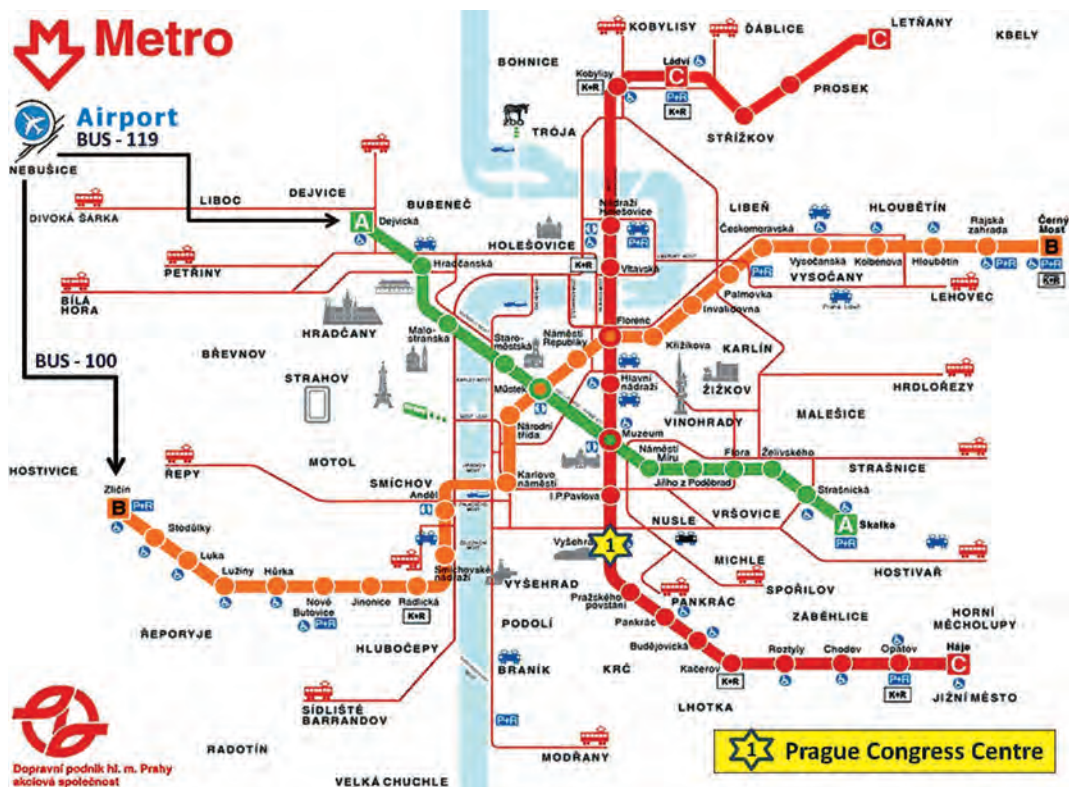 Metro
Airport
BUS - 119
NEBUŠICE
DIVOKÁ ŠÁRKA
LIBOC
DEJVICE
BUBENEČ
A
Dejvická
PETŘINY
Hradčanská
BÍLÁ
HORA
HRADČANY
Malo-
stranská
BUS - 100
BŘEVNOV
STRAHOV
HOSTIVICE
ŘEPY
MOTOL
SMÍCHOV
Zličín
B
P+R
Stodůlky
Luka
Lužiny
Hůrka
Nové
Butovice
P+R
Jinonice
Radlická
K+R
Anděl
Smíchovské
nádraží
ŘEPORYJE
HLUBOČEPY
SÍDLIŠTĚ
BARRANDOV
RADOTÍN
VELKÁ CHUCHLE
BOHNICE
ZOO
TRÓJA
KOBYLISY
ĎÁBLICE
LETŇANY
KBELY
Kobylisy
K+R
Ládví
C
P+R
K+R
C
PROSEK
STŘÍŽKOV
Nádraží
Holešovice
P+R
HOLEŠOVICE
K+R
Vltavská
LIBEŇ
Českomoravská
P+R
HLOUBĚTÍN
Vysočanská
Kolbenova
Hloubětín
Rajská
zahrada
P+R
Černý
Most
B
P+R
K+R
VYSOČANY
LEHOVEC
Palmovka
Invalidovna
Křižíkova
Florenc
KARLÍN
Náměstí
Republiky
Staro-
městská
Můstek
Hlavní
nádraží
ŽIŽKOV
HRDLOŘEZY
MALEŠICE
VINOHRADY
Národní
třída
Muzeum
Náměstí
Míru
Jiřího z Poděbrad
Flora
Želivského
STRAŠNICE
Strašnická
A
Skalka
P+R
Karlovo
náměstí
I.P.Pavlova
NUSLE
VRŠOVICE
MICHLE
HOSTIVAŘ
1
VYŠEHRAD
SPOŘILOV
PANKRÁC
Pražského
povstání
Pankrác
Budějovická
Kačerov
K+R
ZÁBĚHLICE
HORNÍ
MĚCHOLUPY
PODOLÍ
BRANÍK
KRČ
LHOTKA
Roztyly
Chodov
Opatov
P+R
K+R
Háje
C
JIŽNÍ MĚSTO
P+R
MODŘANY
1 Prague Congress Centre
Dopravní podnik hl. m. Prahy
akciová společnost